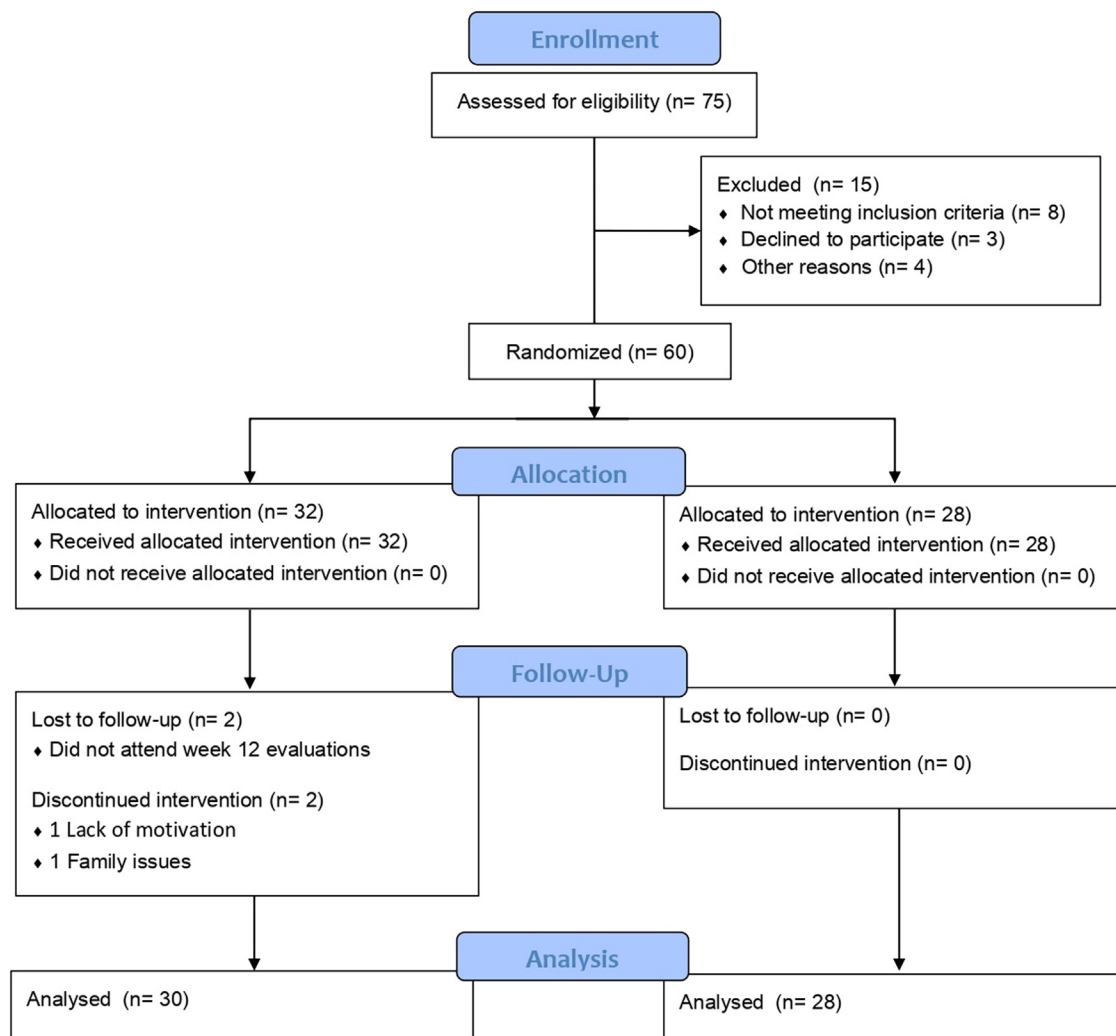 Enrollment
Assessed for eligibility (n= 75)
Excluded (n= 15)
♦ Not meeting inclusion criteria (n= 8)
♦ Declined to participate (n= 3)
♦ Other reasons (n= 4)
Randomized (n= 60)
Allocation
Allocated to intervention (n= 32)
♦ Received allocated intervention (n= 32)
♦ Did not receive allocated intervention (n= 0)
Allocated to intervention (n= 28)
♦ Received allocated intervention (n= 28)
♦ Did not receive allocated intervention (n= 0)
Follow-Up
Lost to follow-up (n= 2)
♦ Did not attend week 12 evaluations
Discontinued intervention (n= 2)
♦ 1 Lack of motivation
♦ 1 Family issues
Lost to follow-up (n= 0)
Discontinued intervention (n= 0)
Analysis
Analysed (n= 30)
Analysed (n= 28)